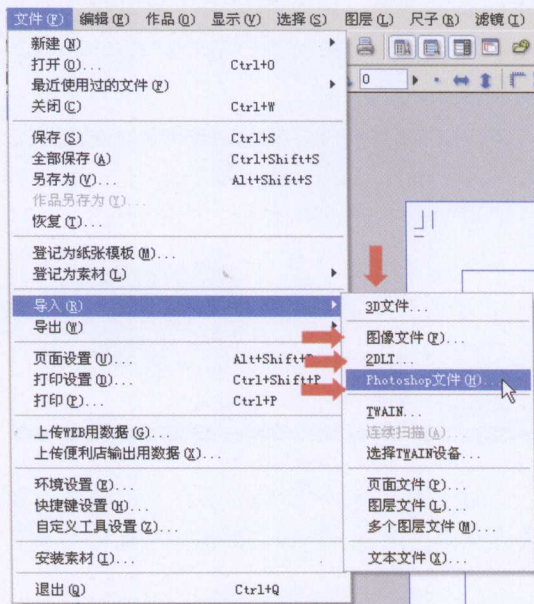 文件(F) 编辑(E) 作品(O) 显示(V) 选择(S) 图层(L) 尺子(R) 滤镜(I)
新建(N)
打开(O)... Ctrl+O
最近使用过的文件(F)
关闭(C) Ctrl+W
保存(S) Ctrl+S
全部保存(A) Ctrl+Shift+S
另存为(V)... Alt+Shift+S
作品另存为(Y)...
恢复(T)...
登记为纸张模板(M)...
登记为素材(L)
导入(R)
导出(W)
页面设置(U)...
打印设置(D)... Ctrl+Shift+P
打印(P)... Ctrl+P
上传WEB用数据(G)...
上传便利店输出用数据(X)...
环境设置(E)...
快捷键设置(H)...
自定义工具设置(Z)...
安装素材(I)...
退出(Q) Ctrl+Q
0
3D文件...
图像文件(F)...
2DLT...
Photoshop文件(H)...
TWAIN...
连续扫描(A)
选择TWAIN设备...
页面文件(P)...
图层文件(L)...
多个图层文件(M)...
文本文件(X)...